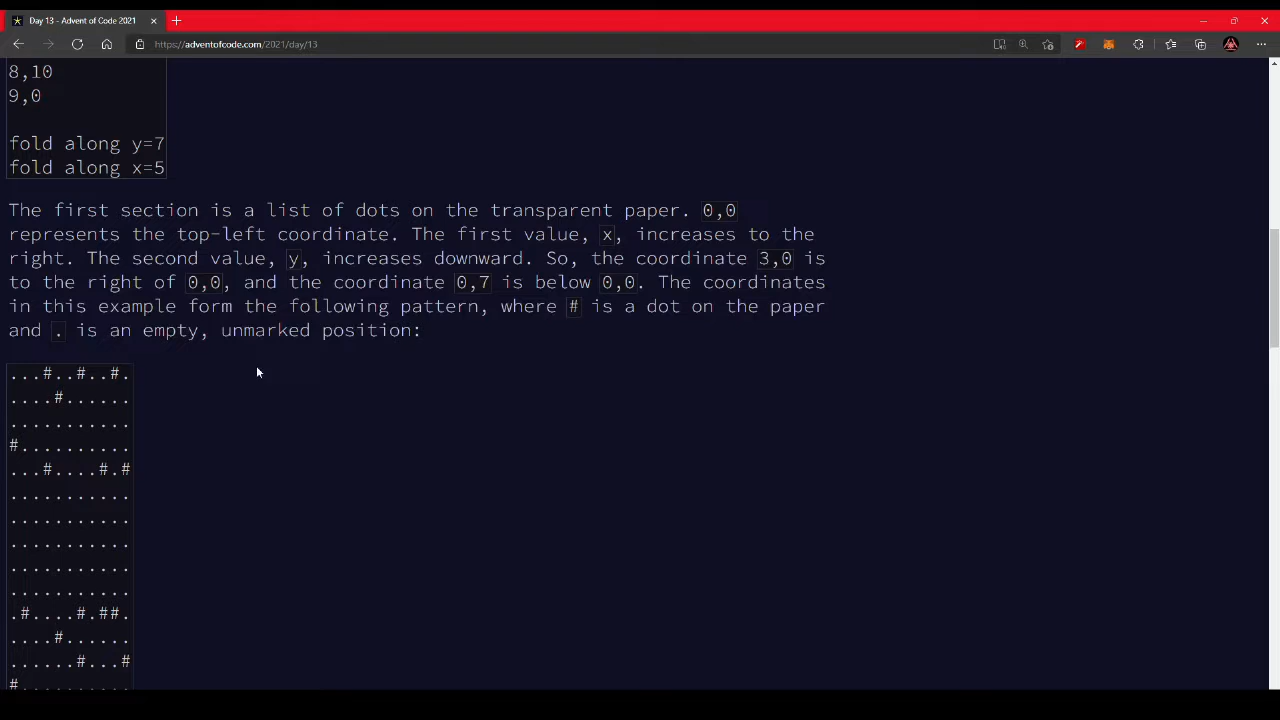 Day 13 - Advent of Code 2021
https://adventofcode.com/2021/day/13
8,10
9,0
fold along y=7
fold along x=5
The first section is a list of dots on the transparent paper. 0,0
represents the top-left coordinate. The first value, x, increases to the
right. The second value, y, increases downward. So, the coordinate 3,0 is
to the right of 0,0, and the coordinate 0,7 is below 0,0. The coordinates
in this example form the following pattern, where # is a dot on the paper
and . is an empty, unmarked position:
...#..#..#.
....#......
...........
#..........
...#....#.#
...........
...........
...........
...........
...........
.#....#.##.
....#......
......#...#
#..........